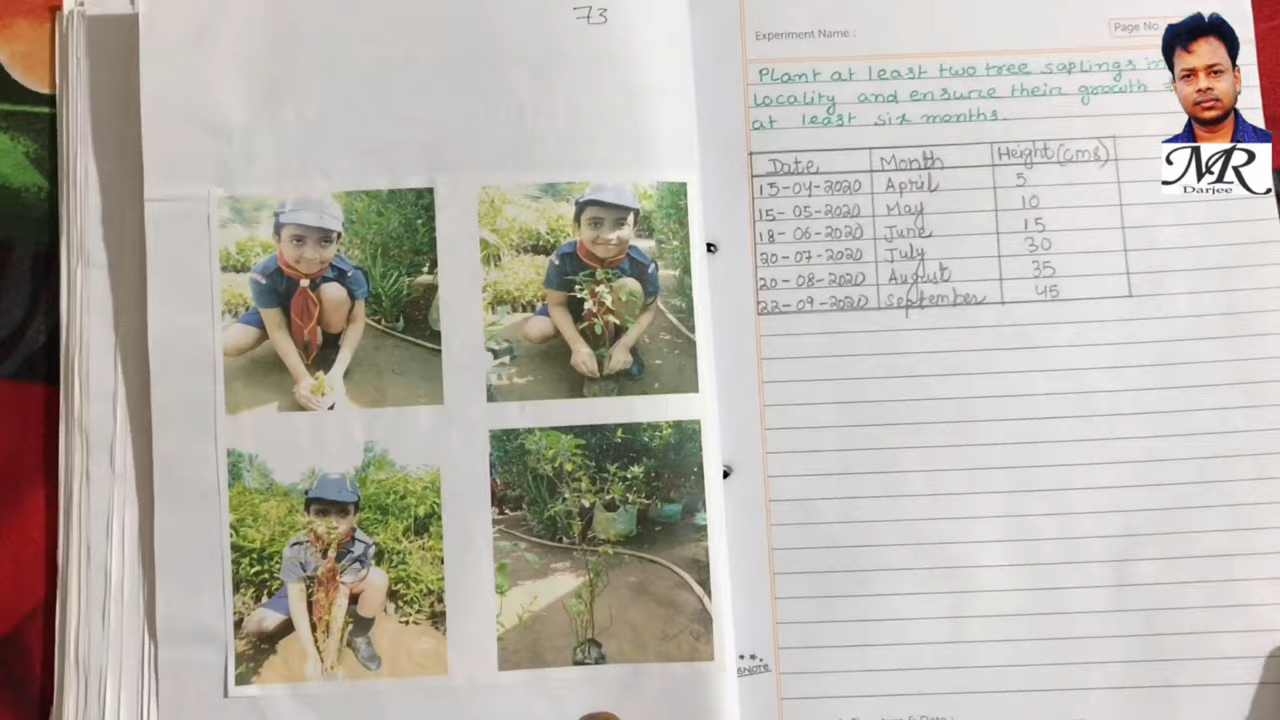 73
Experiment Name :
Page No.
Plant at least two tree saplings in
locality and ensure their growth
at least six months.
Date Month Height(cms)
15-04-2020 April 5
15-05-2020 May 10
18-06-2020 June 15
20-07-2020 July 30
20-08-2020 August 35
22-09-2020 September 45
MR
Darjee